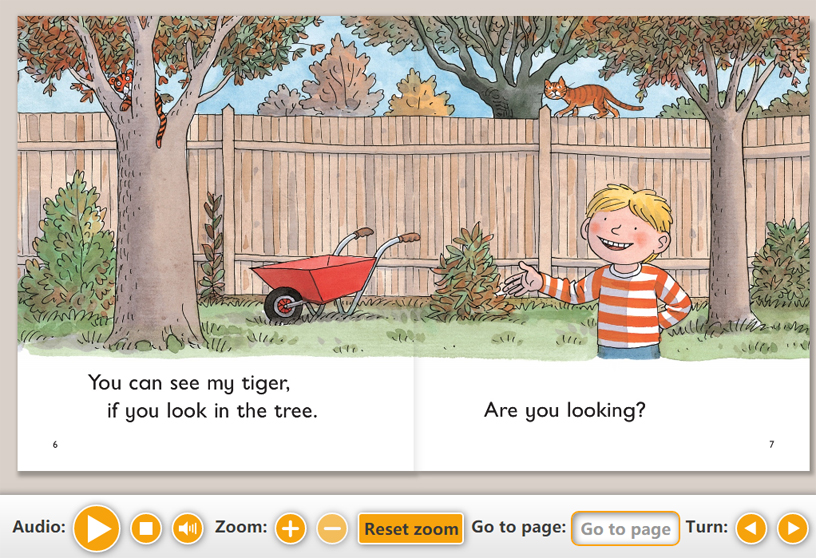 You can see my tiger,
if you look in the tree.
Are you looking?
6
7
Audio:
Zoom:
Reset zoom
Go to page:
Go to page
Turn: